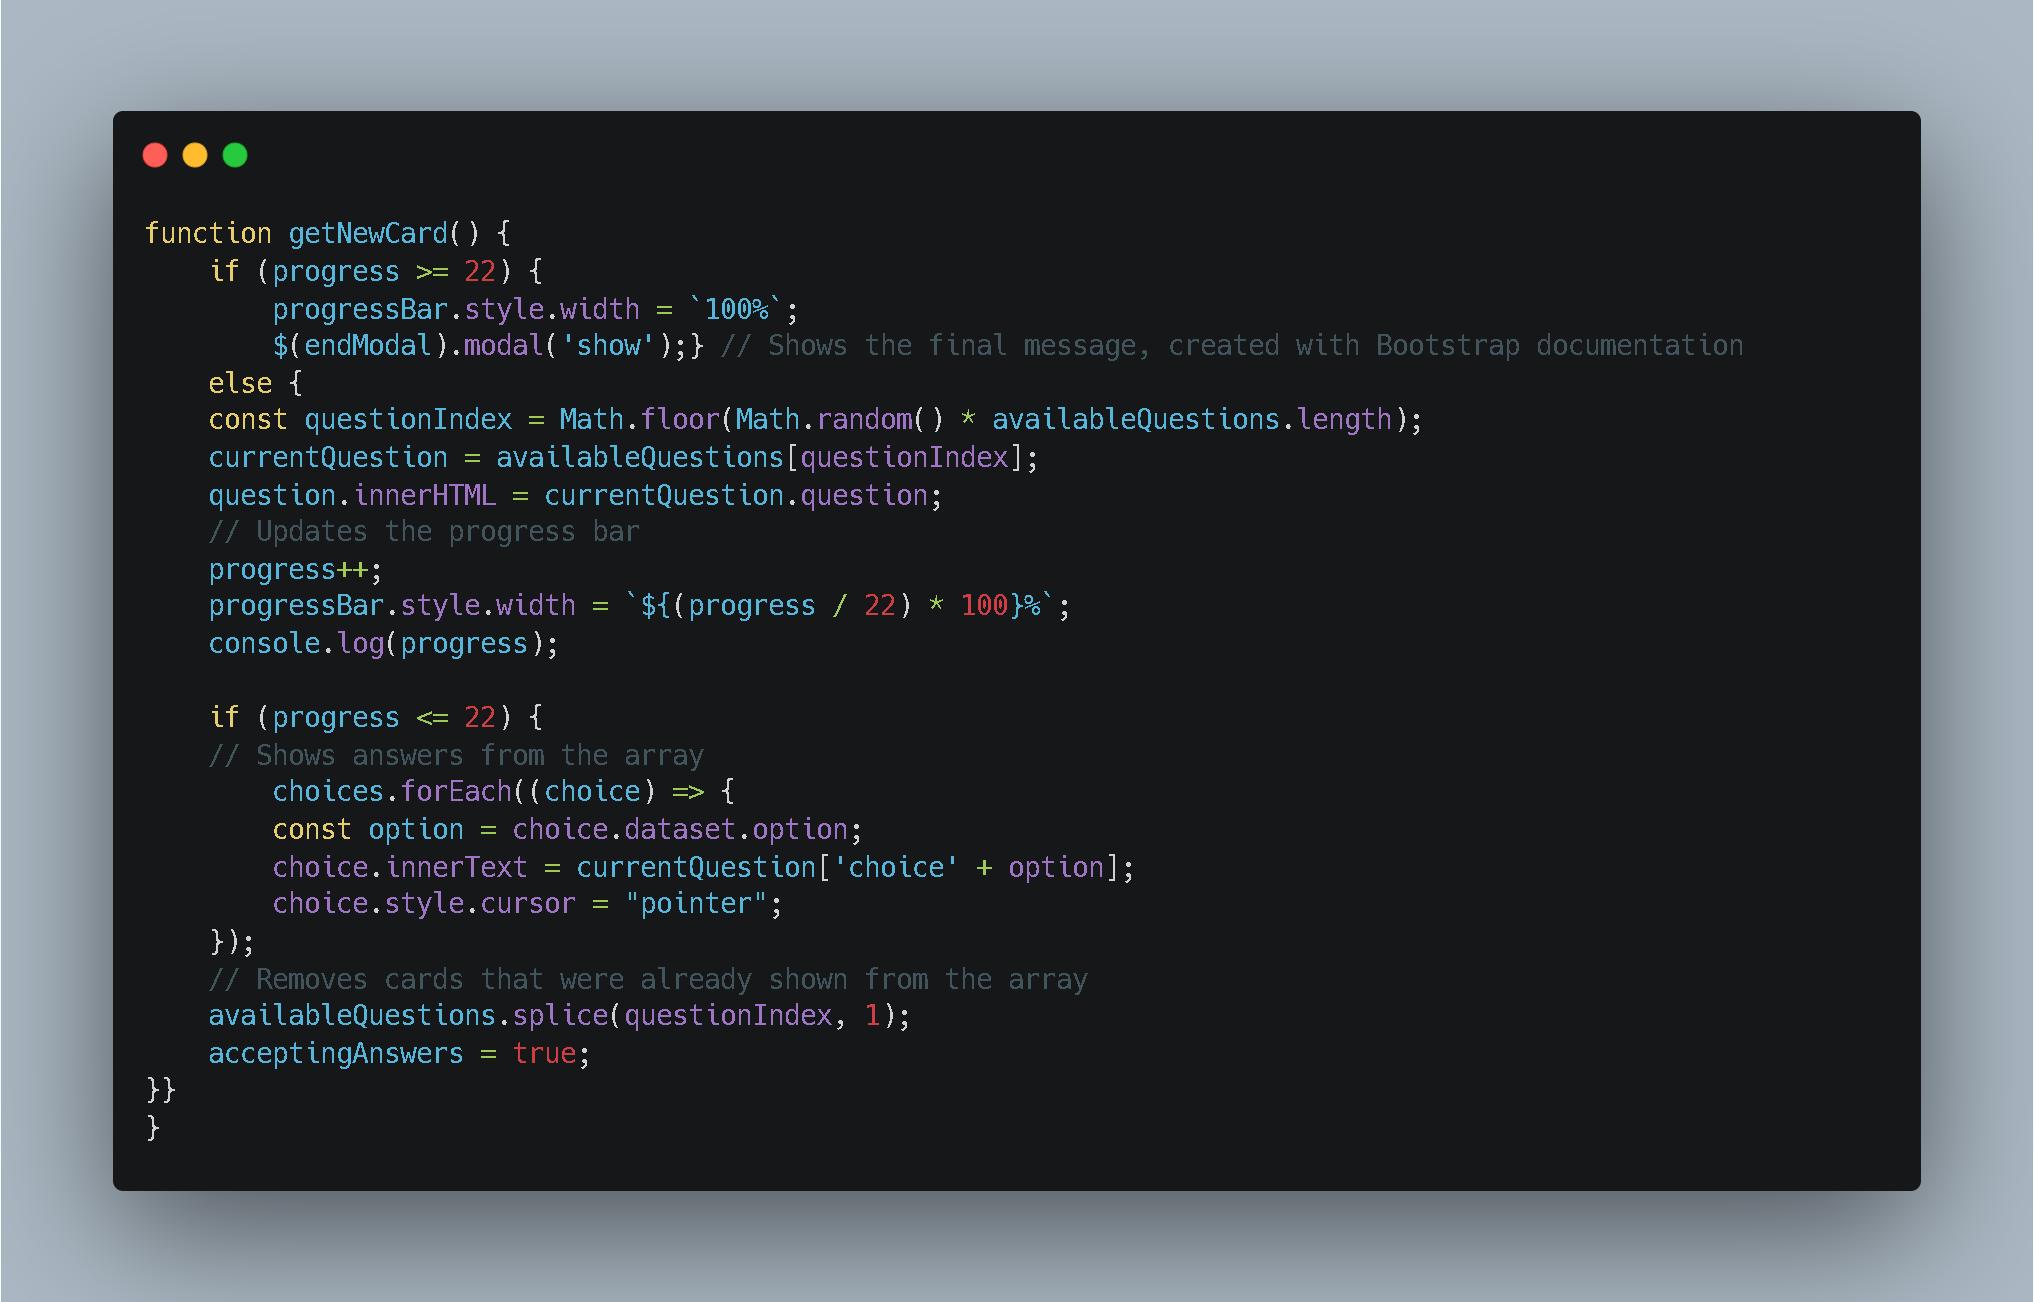 function getNewCard() {
    if (progress >= 22) {
        progressBar.style.width = `100%`;
        $(endModal).modal('show');} // Shows the final message, created with Bootstrap documentation
    else {
    const questionIndex = Math.floor(Math.random() * availableQuestions.length);
    currentQuestion = availableQuestions[questionIndex];
    question.innerHTML = currentQuestion.question;
    // Updates the progress bar
    progress++;
    progressBar.style.width = `${(progress / 22) * 100}%`;
    console.log(progress);

    if (progress <= 22) {
    // Shows answers from the array
        choices.forEach((choice) => {
        const option = choice.dataset.option;
        choice.innerText = currentQuestion['choice' + option];
        choice.style.cursor = "pointer";
    });
    // Removes cards that were already shown from the array
    availableQuestions.splice(questionIndex, 1);
    acceptingAnswers = true;
}}
}